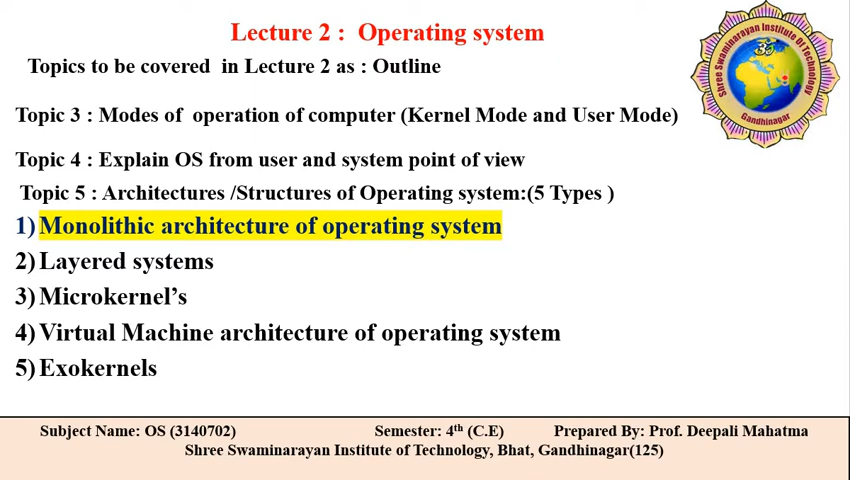 Lecture 2 : Operating system
Topics to be covered in Lecture 2 as : Outline
Topic 3 : Modes of operation of computer (Kernel Mode and User Mode)
Topic 4 : Explain OS from user and system point of view
Topic 5 : Architectures /Structures of Operating system:(5 Types )
1) Monolithic architecture of operating system
2) Layered systems
3) Microkernel’s
4) Virtual Machine architecture of operating system
5) Exokernels
Shree Swaminarayan Institute Of Technology
Gandhinagar
Subject Name: OS (3140702) Semester: 4th (C.E) Prepared By: Prof. Deepali Mahatma
Shree Swaminarayan Institute of Technology, Bhat, Gandhinagar(125)